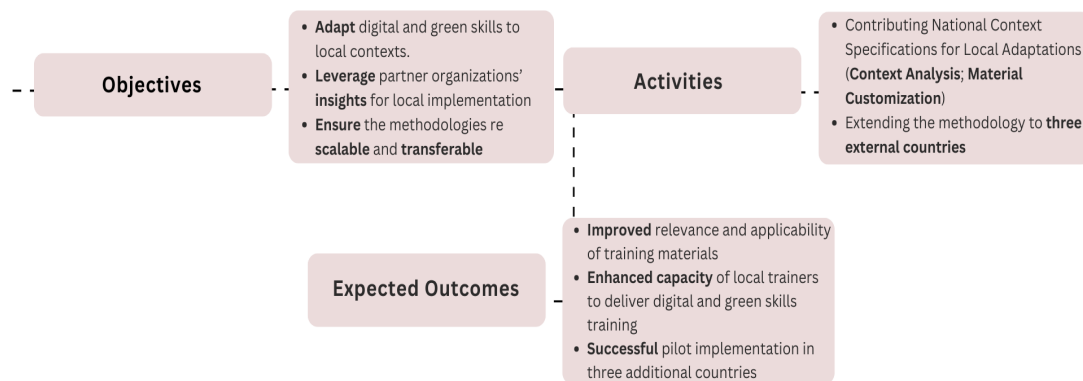 Objectives
• Adapt digital and green skills to
local contexts.
• Leverage partner organizations’
insights for local implementation
• Ensure the methodologies re
scalable and transferable
Activities
• Contributing National Context
Specifications for Local Adaptations
(Context Analysis; Material
Customization)
• Extending the methodology to three
external countries
Expected Outcomes
• Improved relevance and applicability
of training materials
• Enhanced capacity of local trainers
to deliver digital and green skills
training
• Successful pilot implementation in
three additional countries